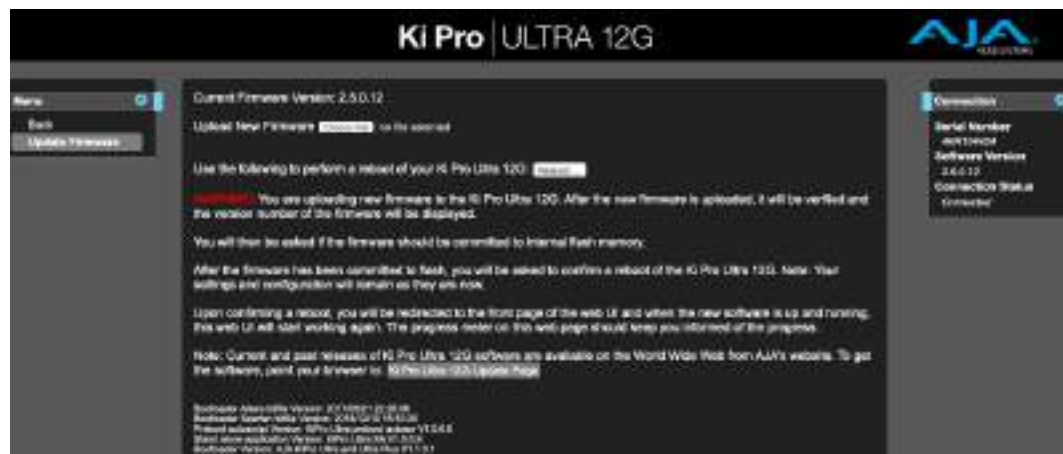 Ki Pro ULTRA 12G
AJA
Menu
Back
Update Firmware
Current Firmware Version: 2.5.0.12
Upload New Firmware no file selected
Use the following to perform a reboot of your Ki Pro Ultra 12G:
You are uploading new firmware to the Ki Pro Ultra 12G. After the new firmware is uploaded, it will be verified and
the version number of the firmware will be displayed.
You will then be asked if the firmware should be committed to internal flash memory.
After the firmware has been committed to flash, you will be asked to confirm a reboot of the Ki Pro Ultra 12G. Note: Your
settings and configuration will remain as they are now.
Upon confirming a reboot, you will be redirected to the front page of the web UI and when the new software is up and running,
this web UI will start working again. The progress meter on this web page should keep you informed of the progress.
Note: Current and past releases of Ki Pro Ultra 12G software are available on the World Wide Web from AJA's website. To get
the software, point your browser to: Ki Pro Ultra 12G Update Page
Connection
Serial Number
Software Version
Connection Status
Connected